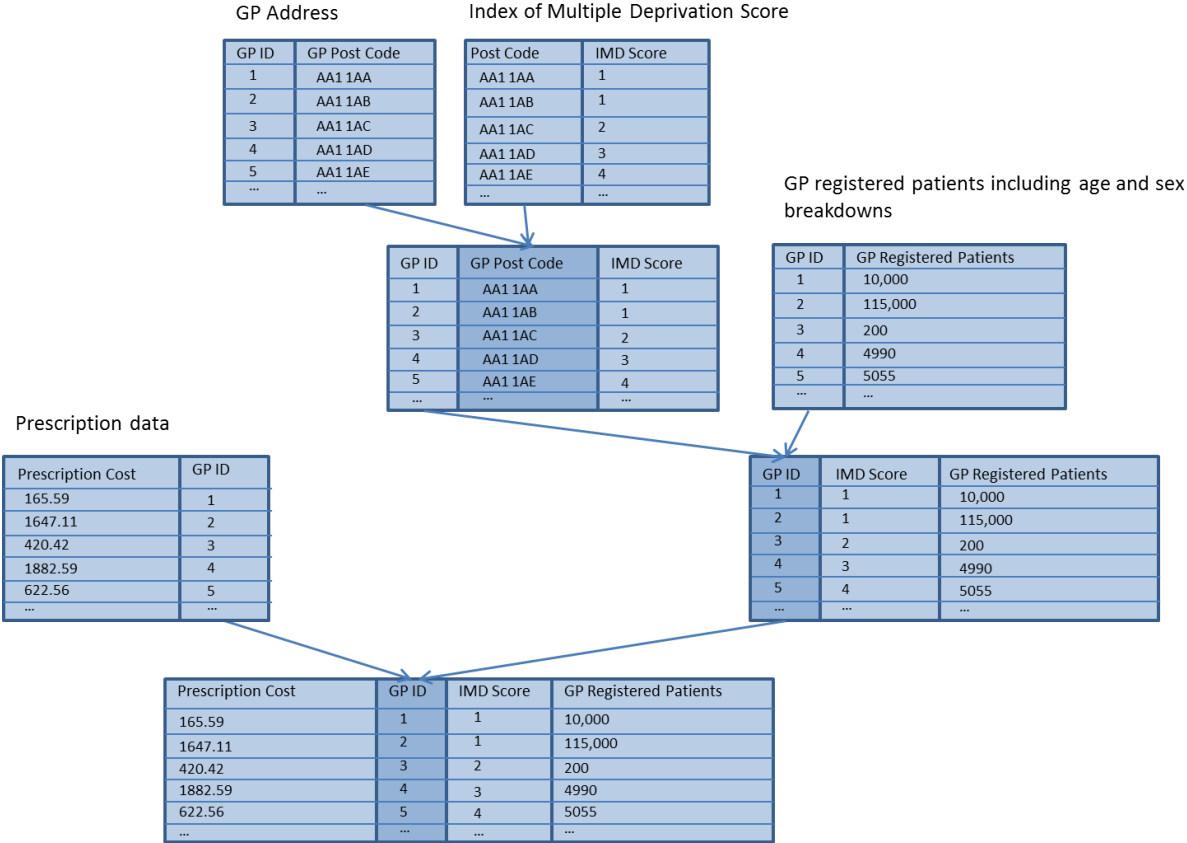 GP Address
GP ID GP Post Code
1 AA1 1AA
2 AA1 1AB
3 AA1 1AC
4 AA1 1AD
5 AA1 1AE
... ...
Index of Multiple Deprivation Score
Post Code IMD Score
AA1 1AA 1
AA1 1AB 1
AA1 1AC 2
AA1 1AD 3
AA1 1AE 4
... ...
GP ID GP Post Code IMD Score
1 AA1 1AA 1
2 AA1 1AB 1
3 AA1 1AC 2
4 AA1 1AD 3
5 AA1 1AE 4
... ... ...
GP registered patients including age and sex
breakdowns
GP ID GP Registered Patients
1 10,000
2 115,000
3 200
4 4990
5 5055
... ...
Prescription data
Prescription Cost GP ID
165.59 1
1647.11 2
420.42 3
1882.59 4
622.56 5
... ...
GP ID IMD Score GP Registered Patients
1 1 10,000
2 1 115,000
3 2 200
4 3 4990
5 4 5055
... ... ...
Prescription Cost GP ID IMD Score GP Registered Patients
165.59 1 1 10,000
1647.11 2 1 115,000
420.42 3 2 200
1882.59 4 3 4990
622.56 5 4 5055
... ... ... ...